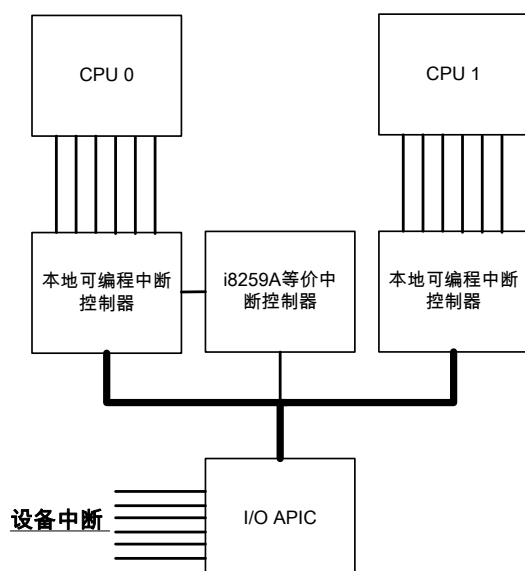 CPU 0
CPU 1
本地可编程中断
控制器
i8259A等价中
断控制器
本地可编程中断
控制器
设备中断
I/O APIC